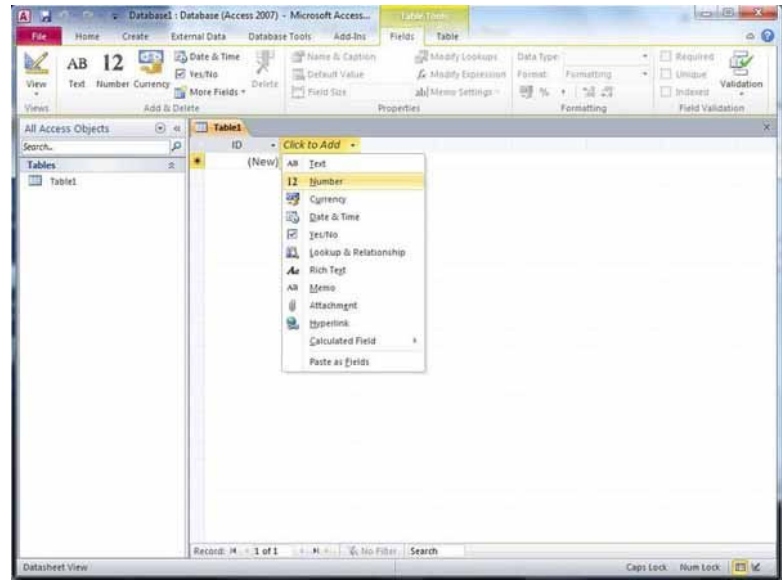 Database1 : Database (Access 2007) - Microsoft Access...
Table Tools
File Home Create External Data Database Tools Add-Ins Fields Table
View
AB Text
12 Number
Currency
Date & Time
Yes/No
More Fields
Delete
Name & Caption
Default Value
Field Size
Modify Lookups
Modify Expression
ab Memo Settings
Data Type:
Format: Formatting
%
Required
Unique
Indexed
Validation
Views Add & Delete Properties Formatting Field Validation
All Access Objects
Search..
Tables
Table1
Table1
ID Click to Add
(New)
AB Text
12 Number
Currency
Date & Time
Yes/No
Lookup & Relationship
Aa Rich Text
AB Memo
Attachment
Hyperlink
Calculated Field
Paste as Fields
Record: 1 of 1 No Filter Search
Datasheet View Caps Lock Num Lock